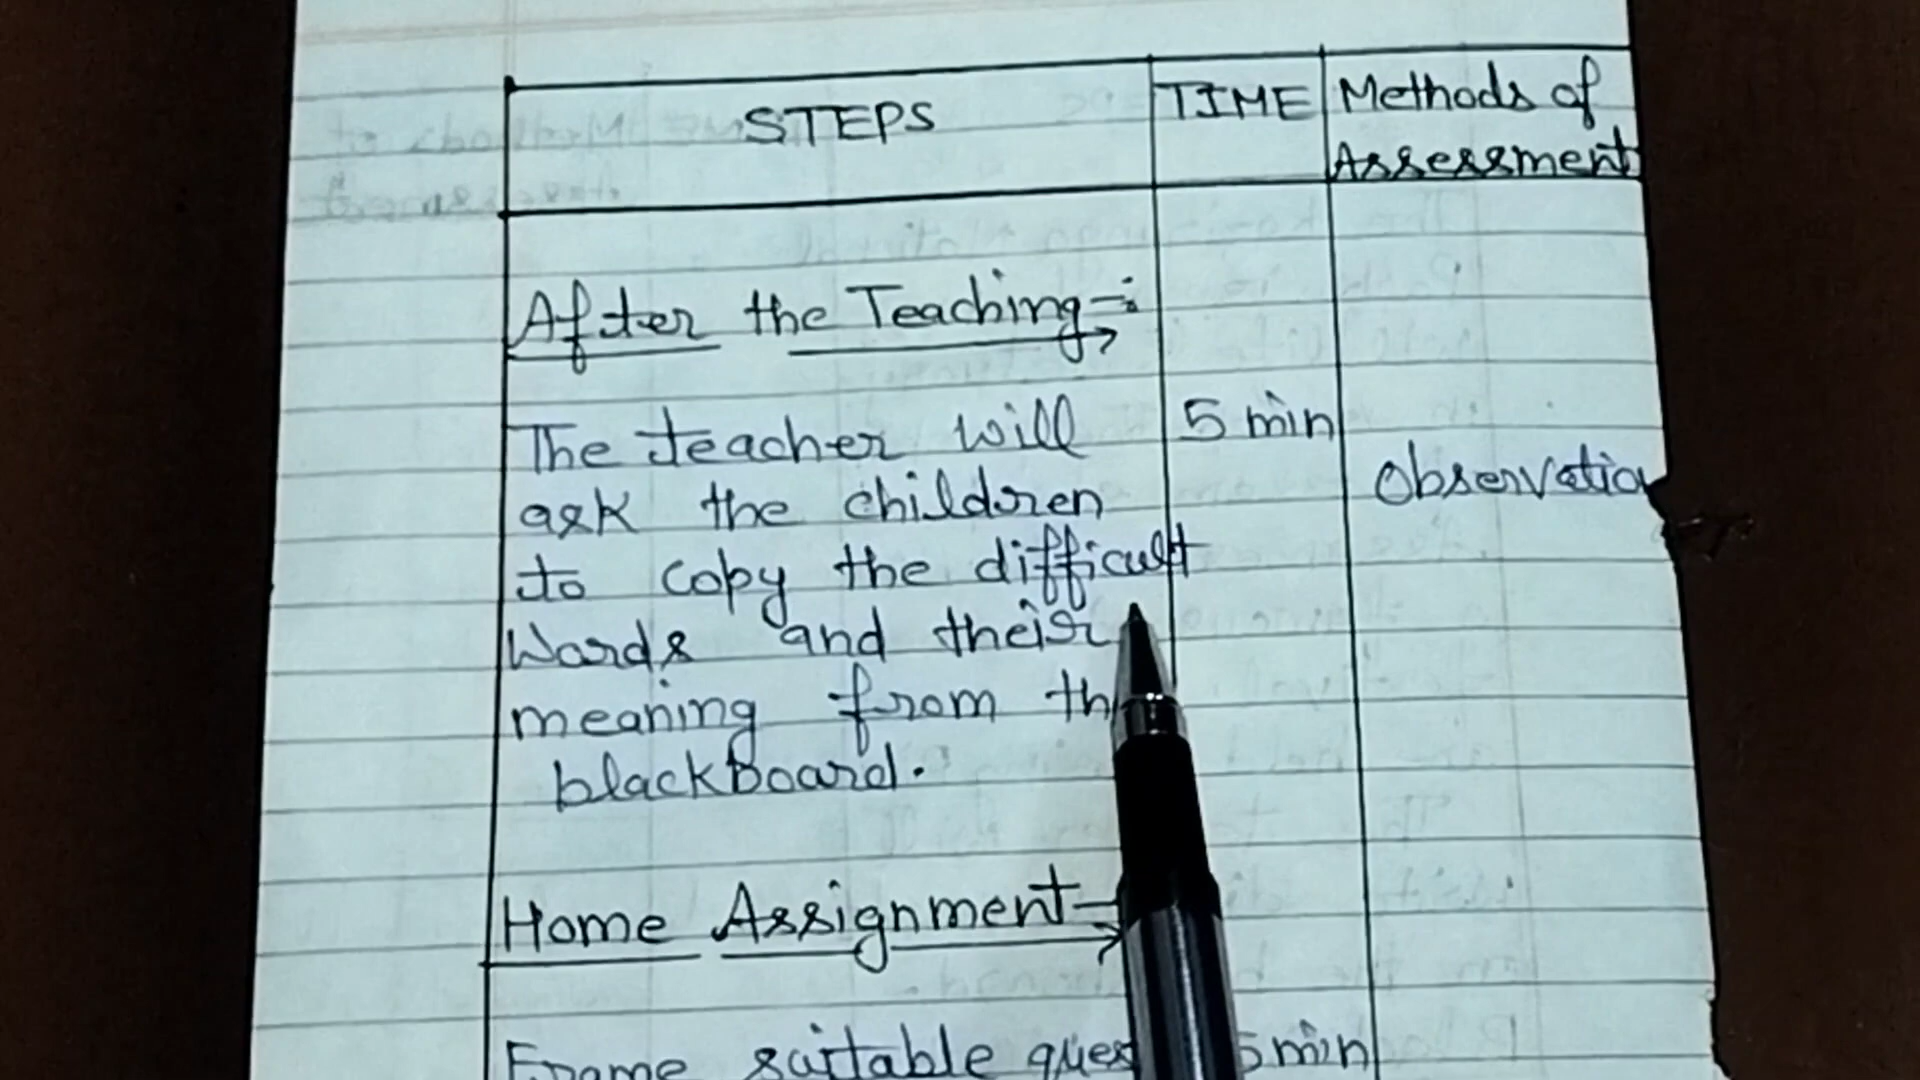 STEPS TIME Methods of
Assessment
After the Teaching -:
The teacher will 5 min
ask the children Observation
to copy the difficult
Words and their
meaning from
blackboard.
Home Assignment-
Frame suitable 5 min